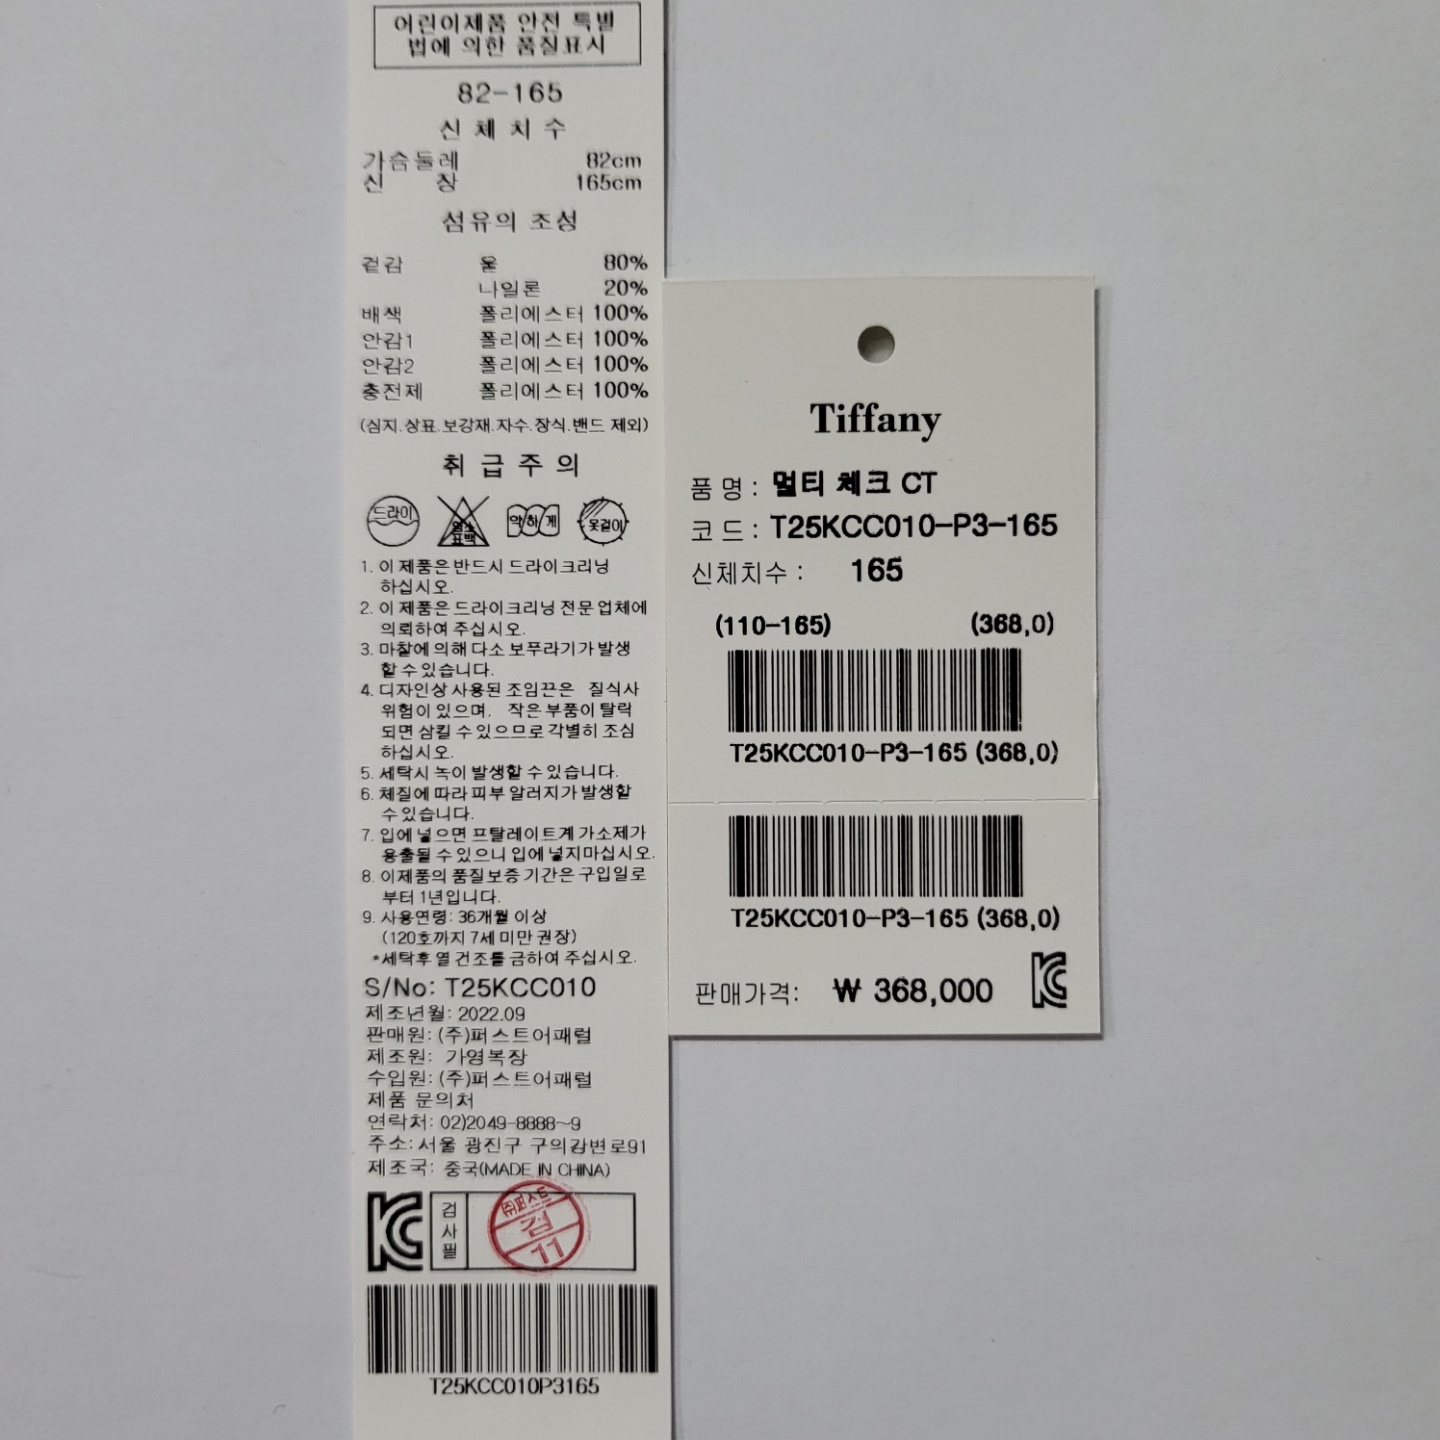 어린이제품 안전 특별
법에 의한 품질표시
82-165
신 체 치 수
가슴둘레 82cm
신 장 165cm
섬유의 조성
겉감 울 80%
나일론 20%
배색 폴리에스터 100%
안감1 폴리에스터 100%
안감2 폴리에스터 100%
충전제 폴리에스터 100%
(심지.상표.보강재.자수.장식.밴드 제외)
취 급 주 의
드라이
염소
표백
약하게
옷걸이
1. 이 제품은 반드시 드라이크리닝
하십시오.
2. 이 제품은 드라이크리닝 전문 업체에
의뢰하여 주십시오.
3. 마찰에 의해 다소 보푸라기가 발생
할 수 있습니다.
4. 디자인상 사용된 조임끈은 질식사
위험이 있으며, 작은 부품이 탈락
되면 삼킬 수 있으므로 각별히 조심
하십시오.
5. 세탁시 녹이 발생할 수 있습니다.
6. 체질에 따라 피부 알러지가 발생할
수 있습니다.
7. 입에 넣으면 프탈레이트계 가소제가
용출될 수 있으니 입에 넣지마십시오.
8. 이제품의 품질보증 기간은 구입일로
부터 1년입니다.
9. 사용연령: 36개월 이상
(120호까지 7세 미만 권장)
*세탁후 열 건조를 금하여 주십시오.
S/No: T25KCC010
제조년월: 2022.09
판매원: (주)퍼스트어패럴
제조원: 가영복장
수입원: (주)퍼스트어패럴
제품 문의처
연락처: 02)2049-8888~9
주소: 서울 광진구 구의강변로91
제조국: 중국(MADE IN CHINA)
KC
검
사
필
㈜퍼스트
검
11
T25KCC010P3165
Tiffany
품 명 : 멀티 체크 CT
코 드 : T25KCC010-P3-165
신체치수 : 165
(110-165) (368,0)
T25KCC010-P3-165 (368,0)
T25KCC010-P3-165 (368,0)
판매가격: ₩ 368,000
KC